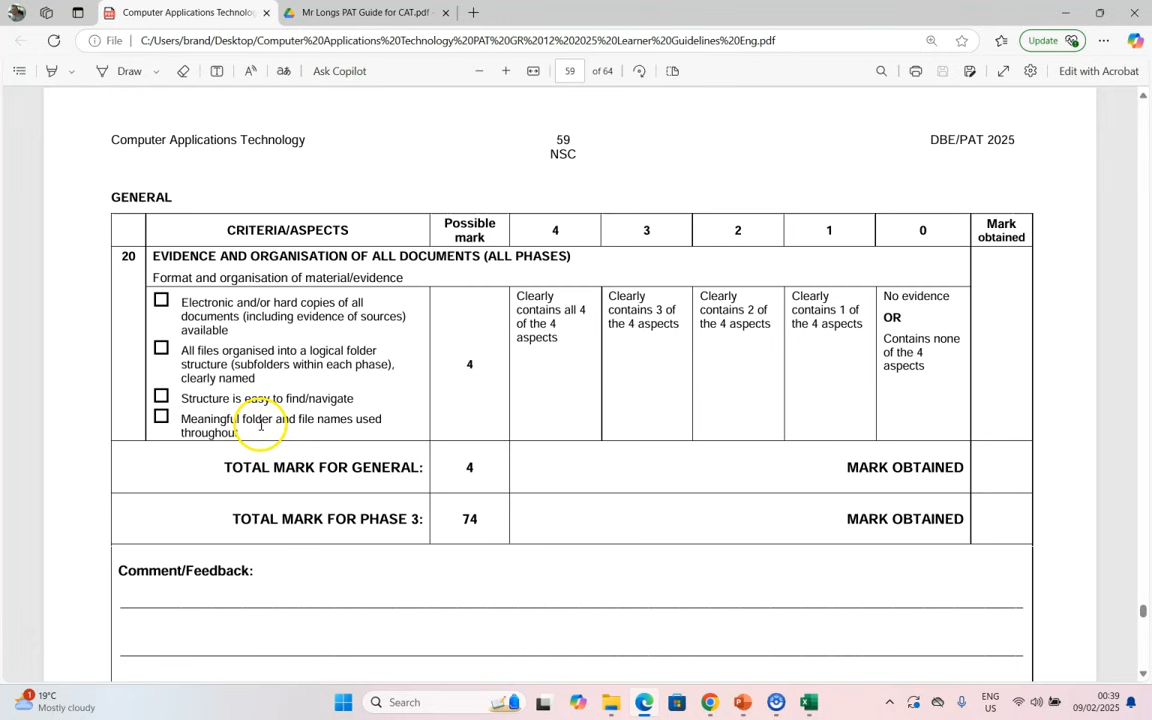 Computer Applications Technolog
Mr Longs PAT Guide for CAT.pdf -
File
C:/Users/brand/Desktop/Computer%20Applications%20Technology%20PAT%20GR%2012%202025%20Learner%20Guidelines%20Eng.pdf
Update
Draw
Ask Copilot
59
of 64
Edit with Acrobat
Computer Applications Technology
59
NSC
DBE/PAT 2025
GENERAL
CRITERIA/ASPECTS
Possible
mark
4
3
2
1
0
Mark
obtained
20
EVIDENCE AND ORGANISATION OF ALL DOCUMENTS (ALL PHASES)
Format and organisation of material/evidence
Electronic and/or hard copies of all
documents (including evidence of sources)
available
All files organised into a logical folder
structure (subfolders within each phase),
clearly named
Structure is easy to find/navigate
Meaningful folder and file names used
throughout
4
Clearly
contains all 4
of the 4
aspects
Clearly
contains 3 of
the 4 aspects
Clearly
contains 2 of
the 4 aspects
Clearly
contains 1 of
the 4 aspects
No evidence
OR
Contains none
of the 4
aspects
TOTAL MARK FOR GENERAL:
4
MARK OBTAINED
TOTAL MARK FOR PHASE 3:
74
MARK OBTAINED
Comment/Feedback:
1
19°C
Mostly cloudy
Search
ENG
US
00:39
09/02/2025